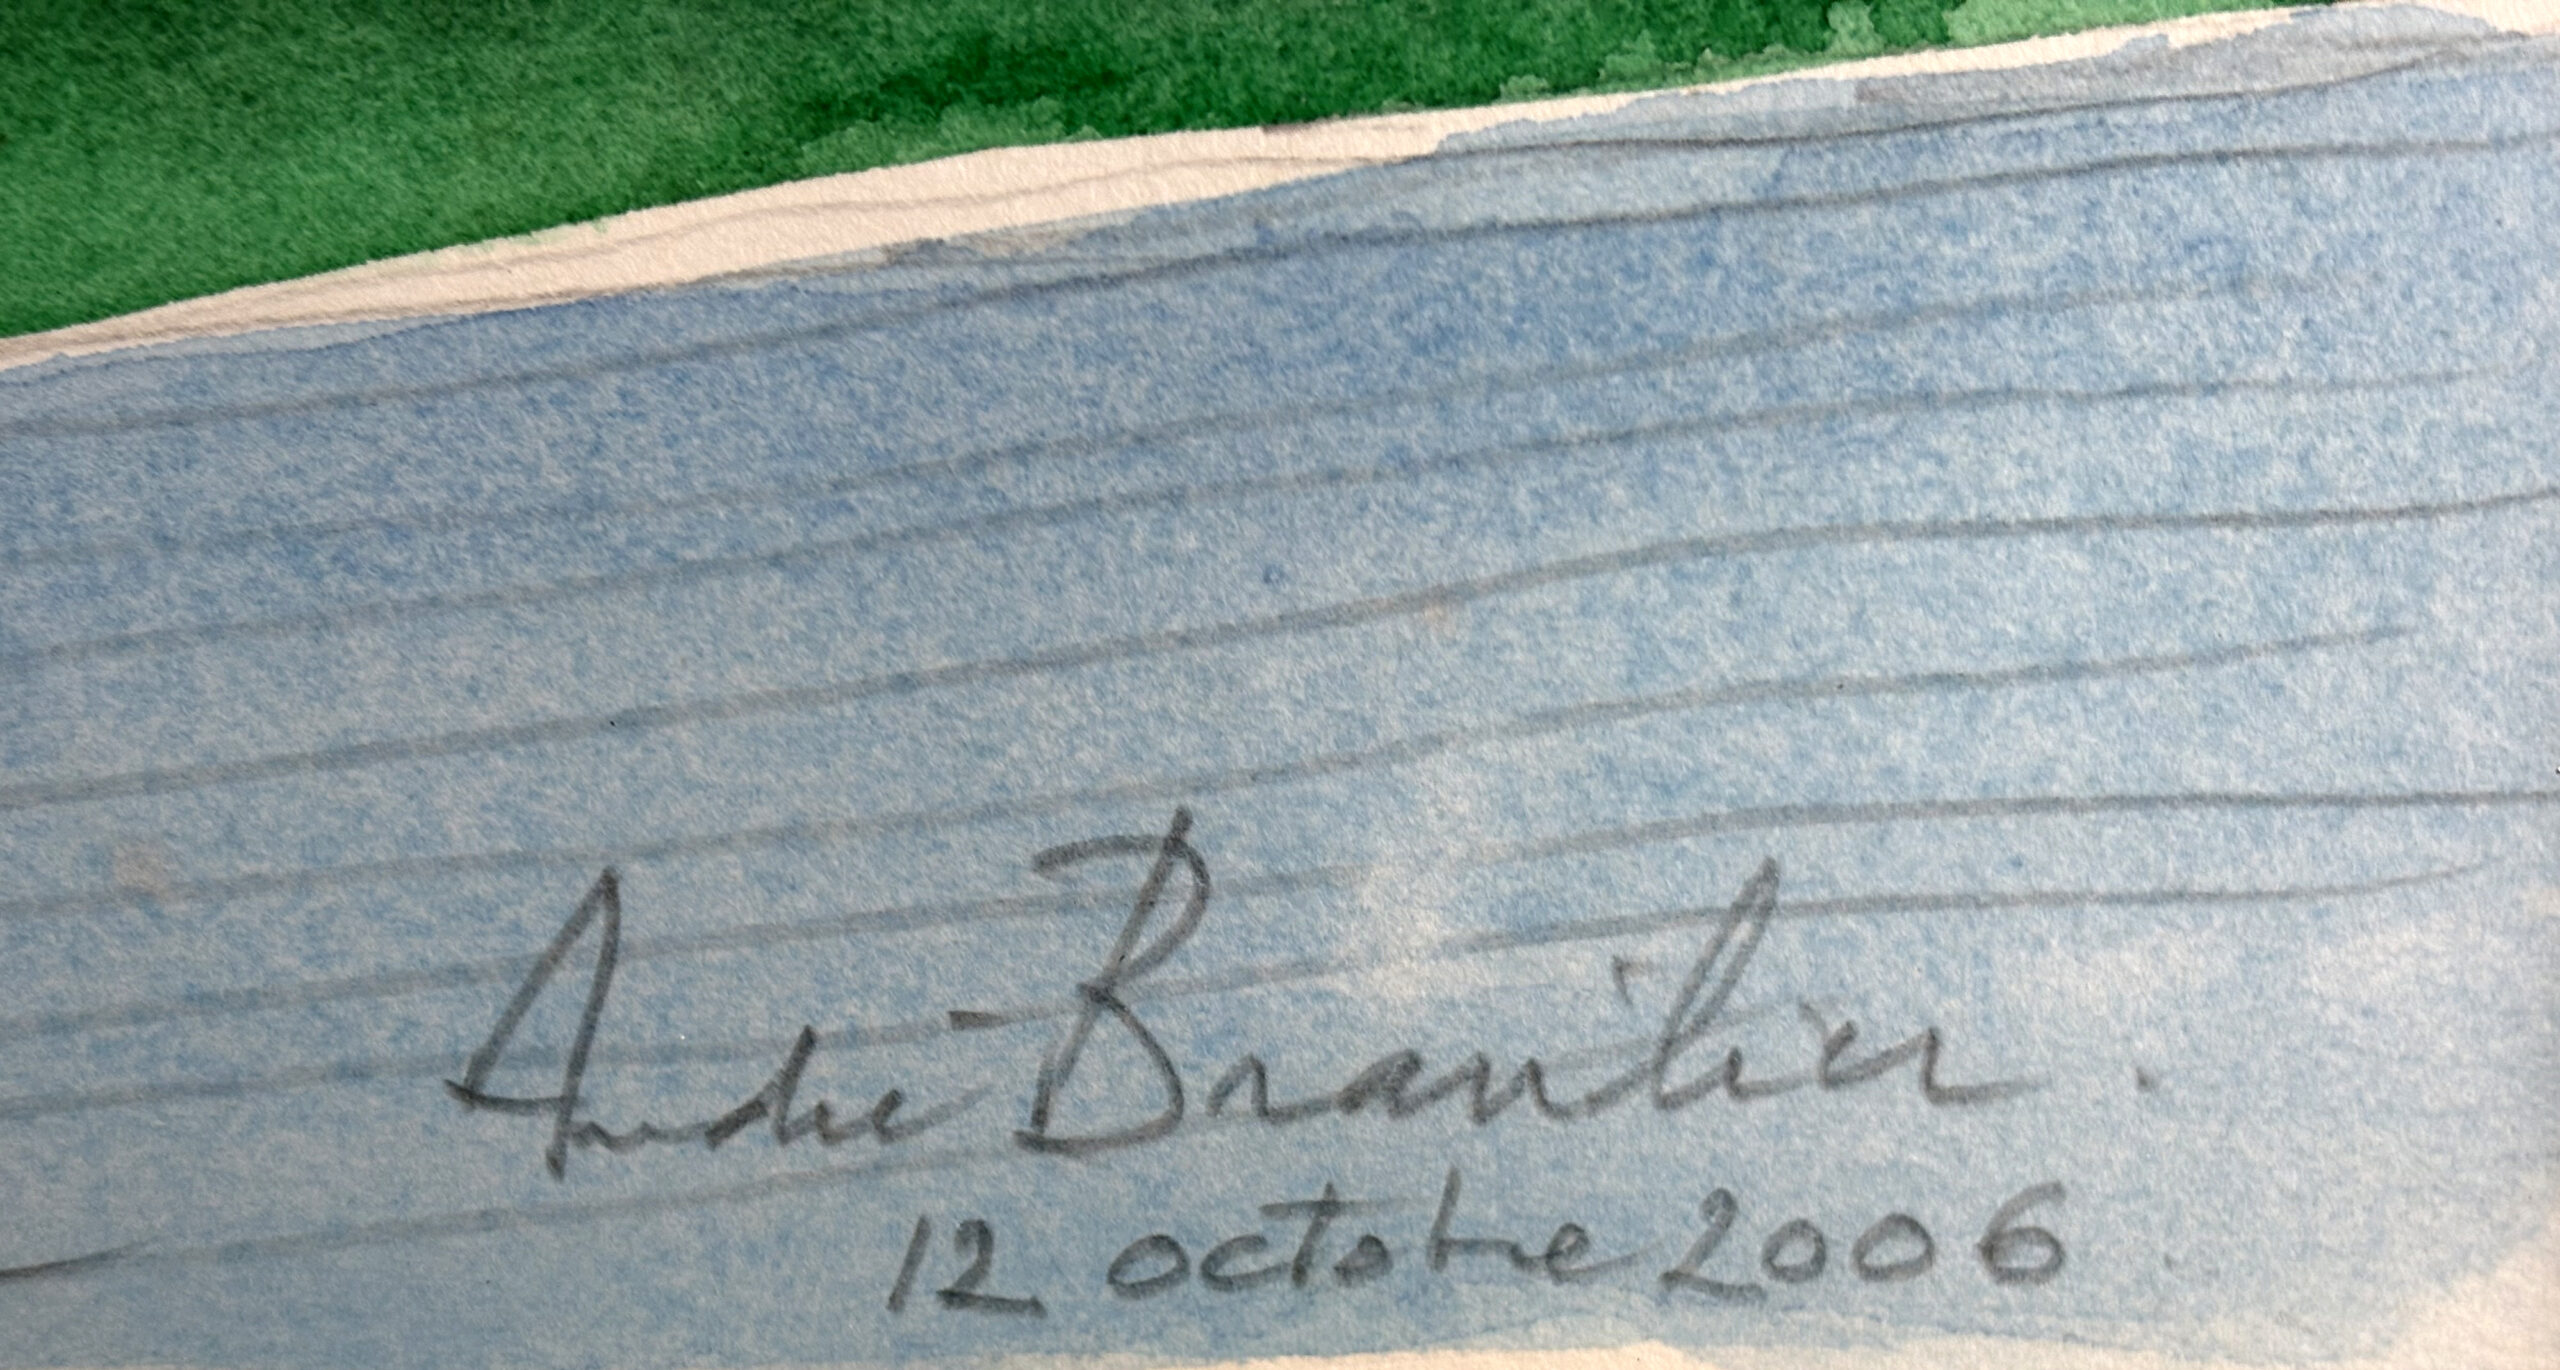 André Brasilier.
12 octobre 2006